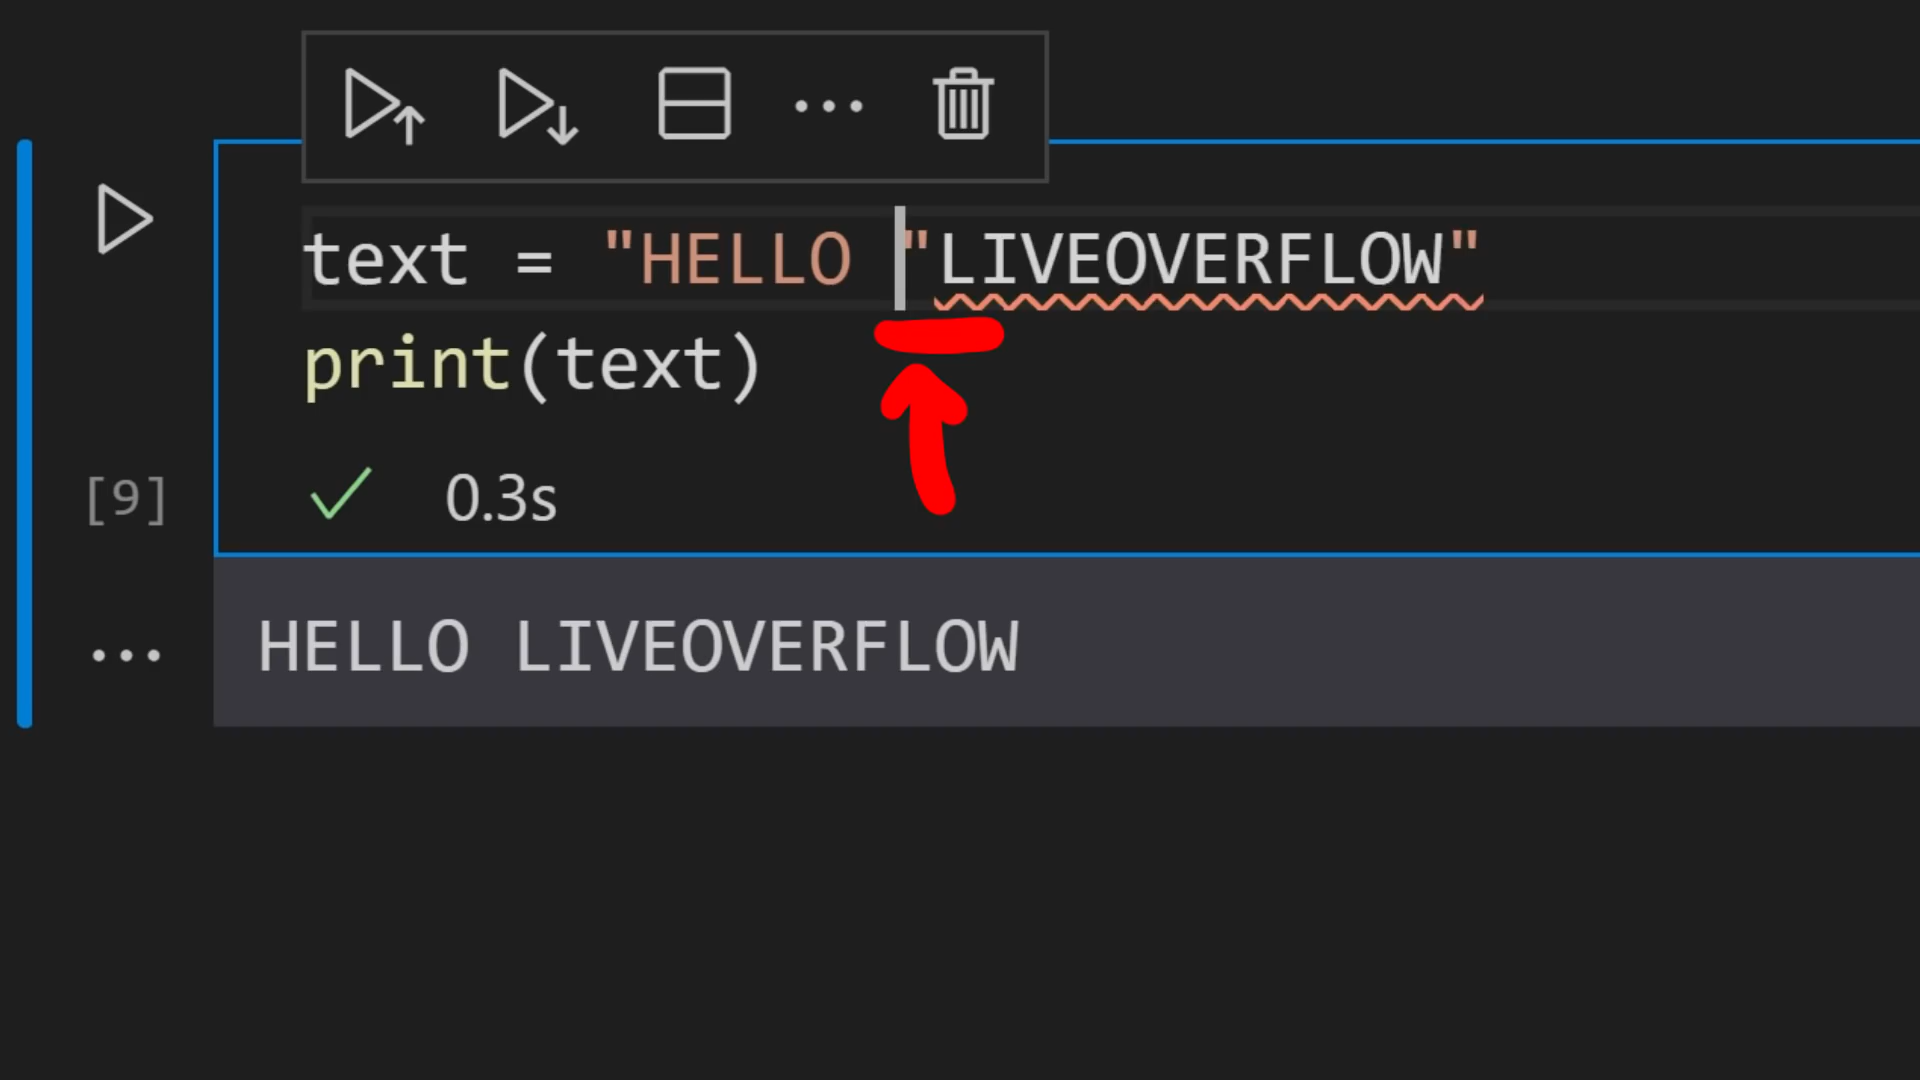 text = "HELLO "LIVEOVERFLOW"
print(text)
[9] 0.3s
HELLO LIVEOVERFLOW